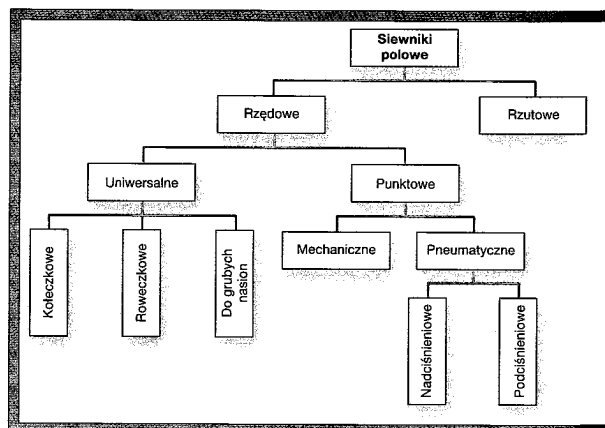 Siewniki
polowe
Rzędowe
Rzutowe
Uniwersalne
Punktowe
Kołeczkowe
Roweczkowe
Do grubych
nasion
Mechaniczne
Pneumatyczne
Nadciśnieniowe
Podciśnieniowe